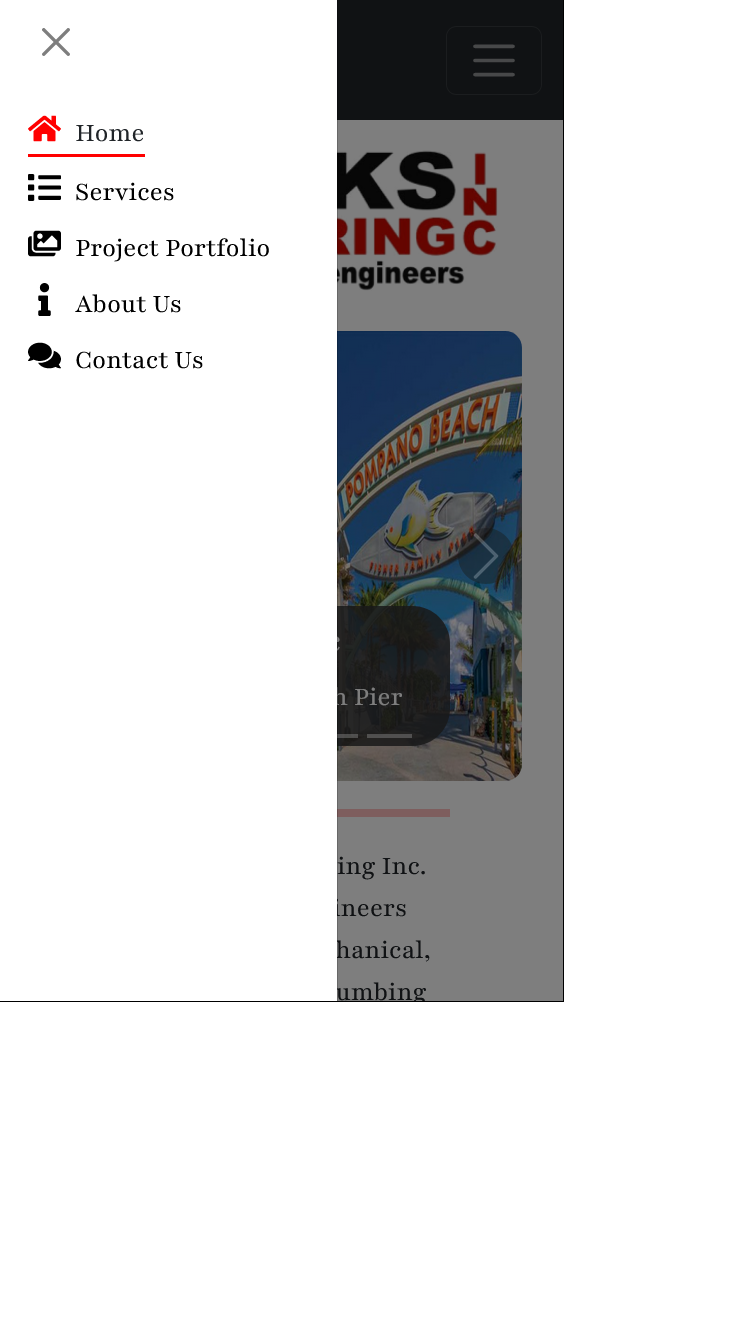 Home
Services
Project Portfolio
About Us
Contact Us
KS INC
RING
engineers
POMPANO BEACH
FISHER FAMILY PIER
n Pier
ing Inc.
ineers
hanical,
umbing